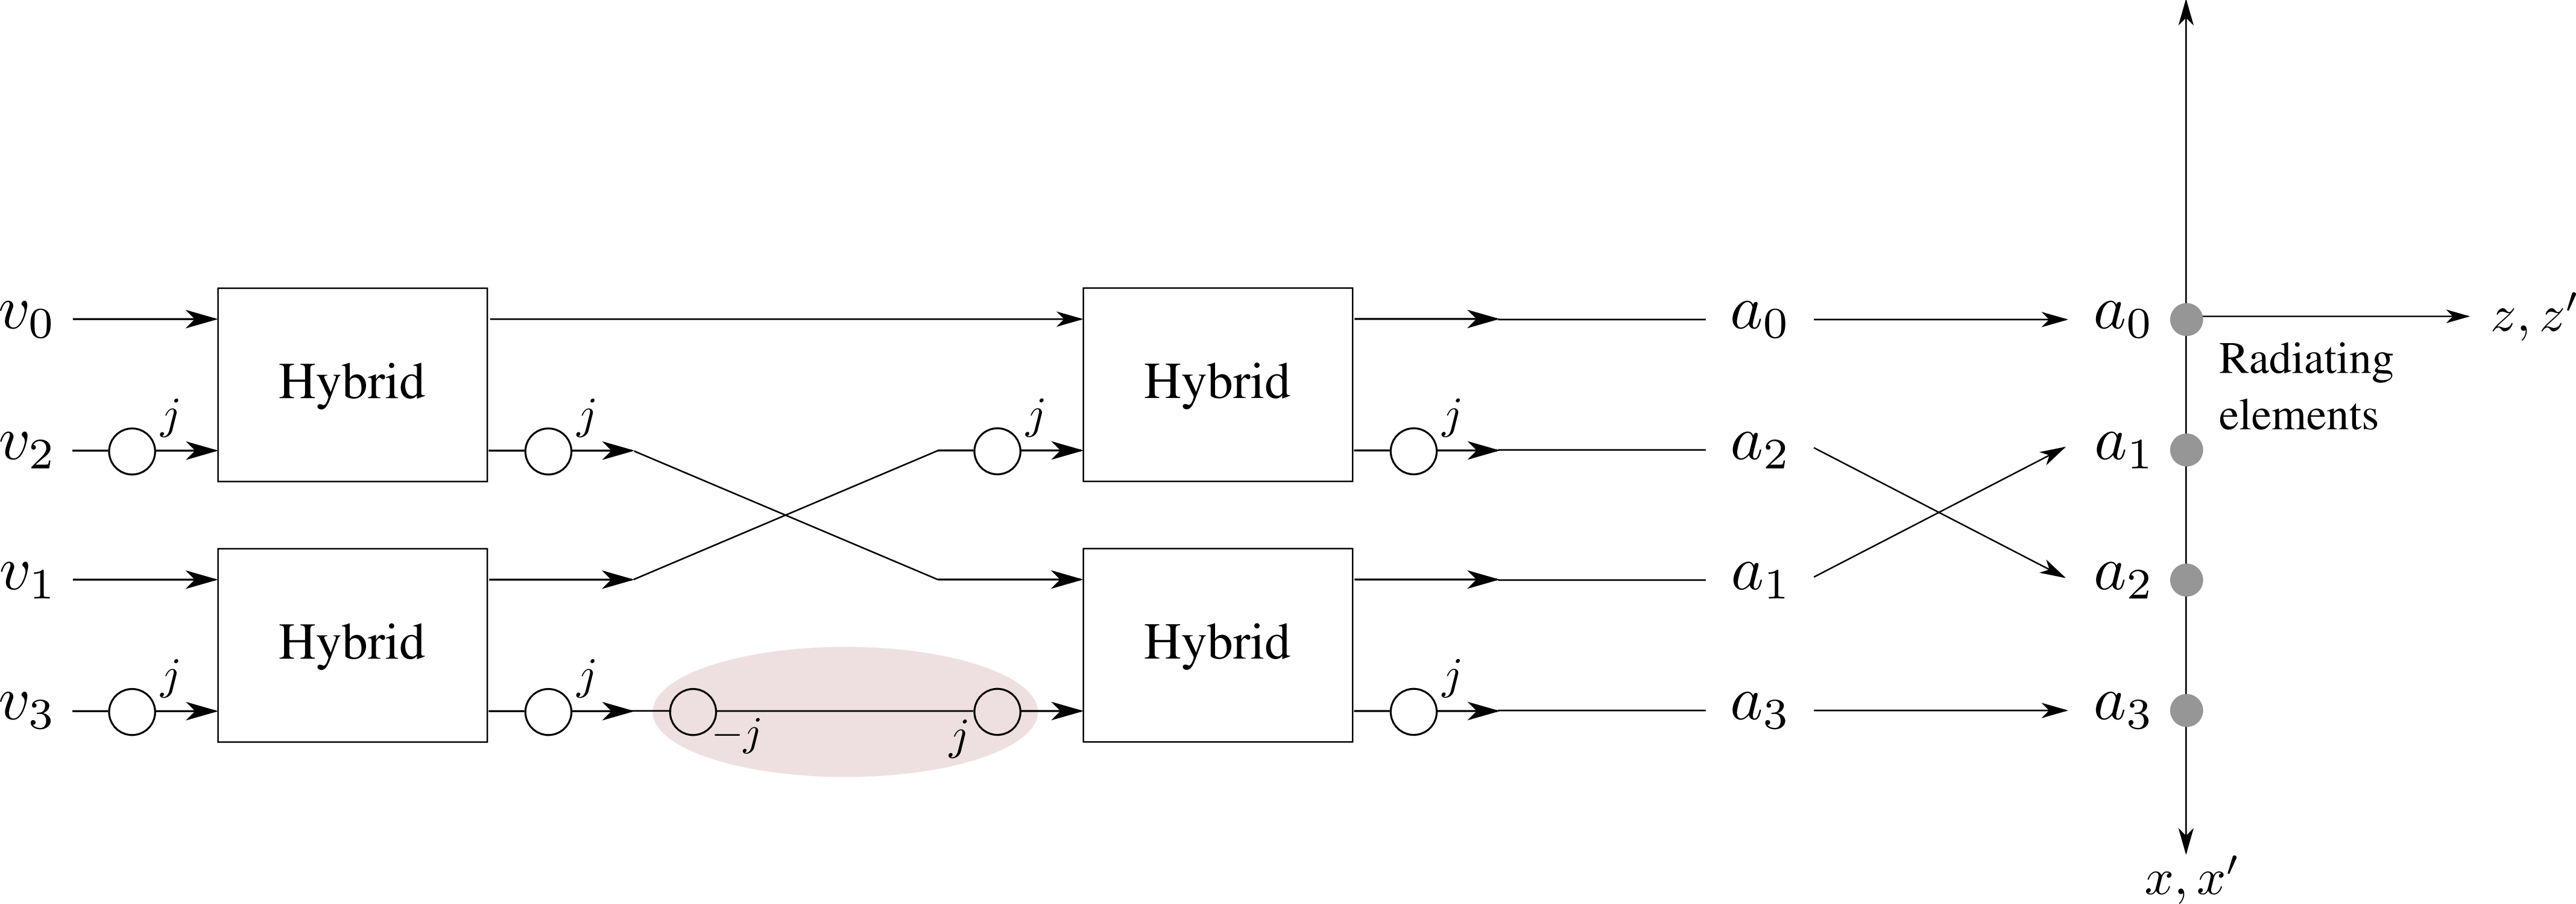 v₀
Hybrid
Hybrid
a₀
a₀
z, z′
Radiating
elements
v₂
j
j
j
j
a₂
a₁
v₁
Hybrid
Hybrid
a₁
a₂
v₃
j
j
−j
j
j
a₃
a₃
x, x′